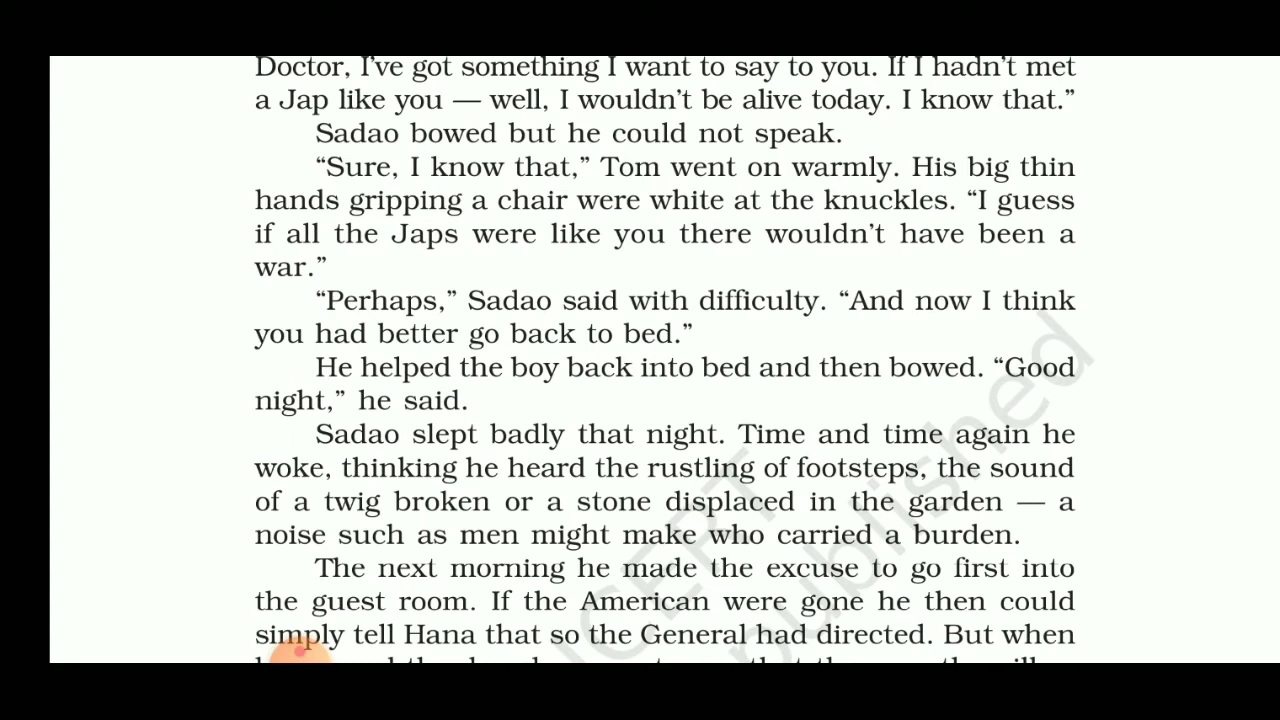 Doctor, I've got something I want to say to you. If I hadn't met
a Jap like you — well, I wouldn't be alive today. I know that.”
Sadao bowed but he could not speak.
“Sure, I know that,” Tom went on warmly. His big thin
hands gripping a chair were white at the knuckles. “I guess
if all the Japs were like you there wouldn't have been a
war.”
“Perhaps,” Sadao said with difficulty. “And now I think
you had better go back to bed.”
He helped the boy back into bed and then bowed. “Good
night,” he said.
Sadao slept badly that night. Time and time again he
woke, thinking he heard the rustling of footsteps, the sound
of a twig broken or a stone displaced in the garden — a
noise such as men might make who carried a burden.
The next morning he made the excuse to go first into
the guest room. If the American were gone he then could
simply tell Hana that so the General had directed. But when